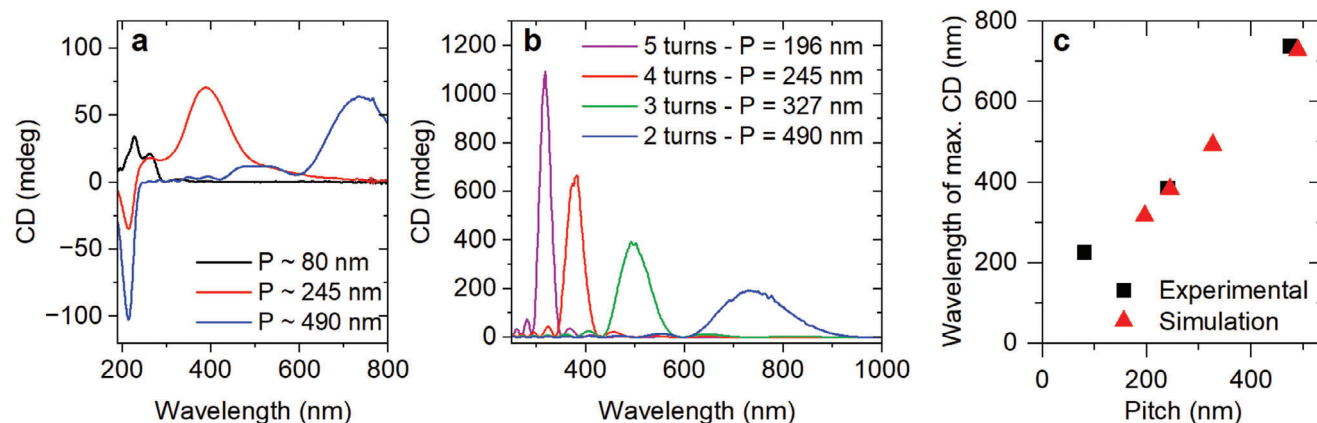 a
100
50
0
−50
−100
CD (mdeg)
P ~ 80 nm
P ~ 245 nm
P ~ 490 nm
200 400 600 800
Wavelength (nm)
b
1200
1000
800
600
400
200
0
CD (mdeg)
5 turns - P = 196 nm
4 turns - P = 245 nm
3 turns - P = 327 nm
2 turns - P = 490 nm
400 600 800 1000
Wavelength (nm)
c
800
600
400
200
0
Wavelength of max. CD (nm)
Experimental
Simulation
0 200 400
Pitch (nm)